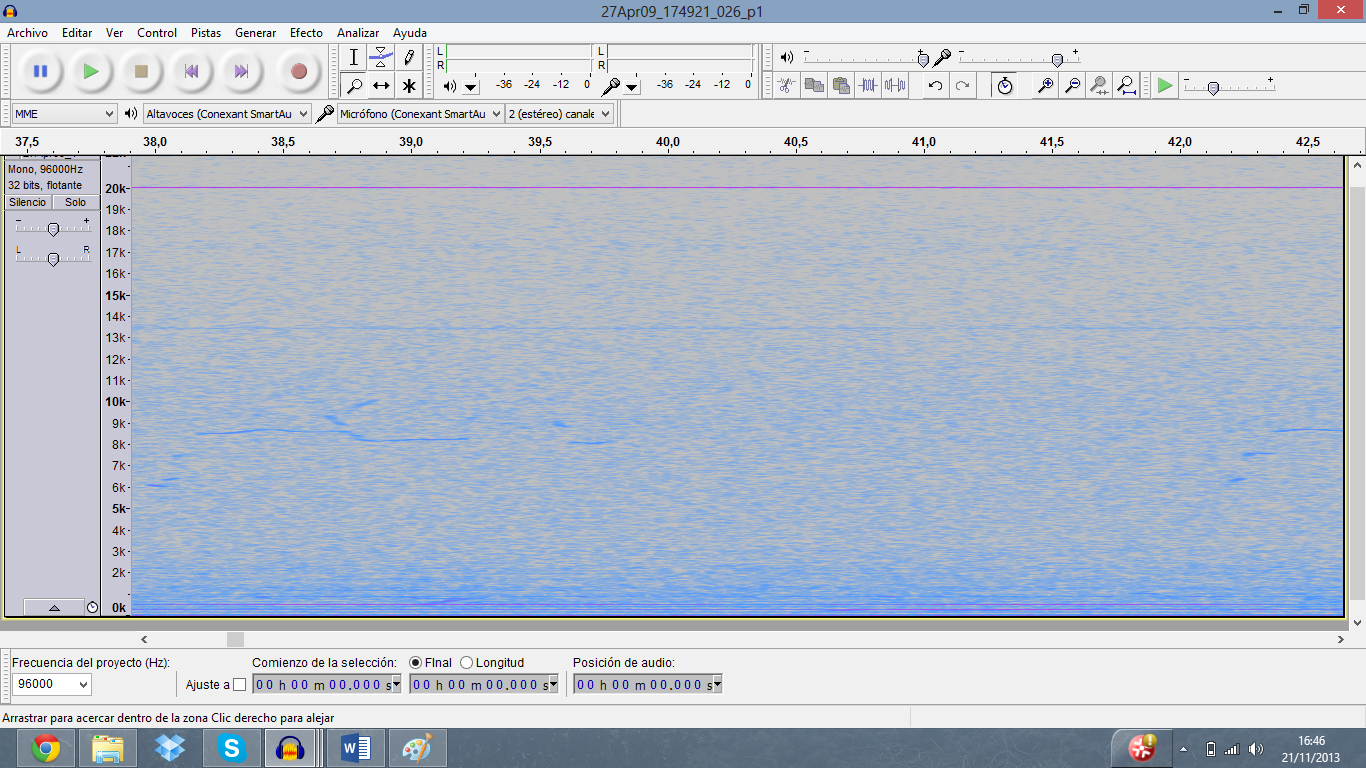 27Apr09_174921_026_p1
Archivo Editar Ver Control Pistas Generar Efecto Analizar Ayuda
L
R
-36 -24 -12 0
L
R
-36 -24 -12 0
- +
- +
- +
MME
Altavoces (Conexant SmartAu
Micrófono (Conexant SmartAu
2 (estéreo) canale
37,5 38,0 38,5 39,0 39,5 40,0 40,5 41,0 41,5 42,0 42,5
Mono, 96000Hz
32 bits, flotante
Silencio Solo
- +
L R
20k
19k
18k
17k
16k
15k
14k
13k
12k
11k
10k
9k
8k
7k
6k
5k
4k
3k
2k
0k
Frecuencia del proyecto (Hz):
96000
Ajuste a
Comienzo de la selección:
00 h 00 m 00.000 s
FInal Longitud
00 h 00 m 00.000 s
Posición de audio:
00 h 00 m 00.000 s
Arrastrar para acercar dentro de la zona Clic derecho para alejar
16:46
21/11/2013